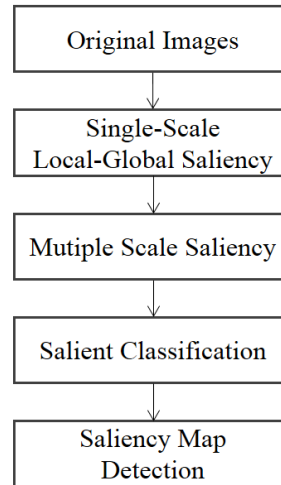 Original Images
Single-Scale
Local-Global Saliency
Mutiple Scale Saliency
Salient Classification
Saliency Map
Detection